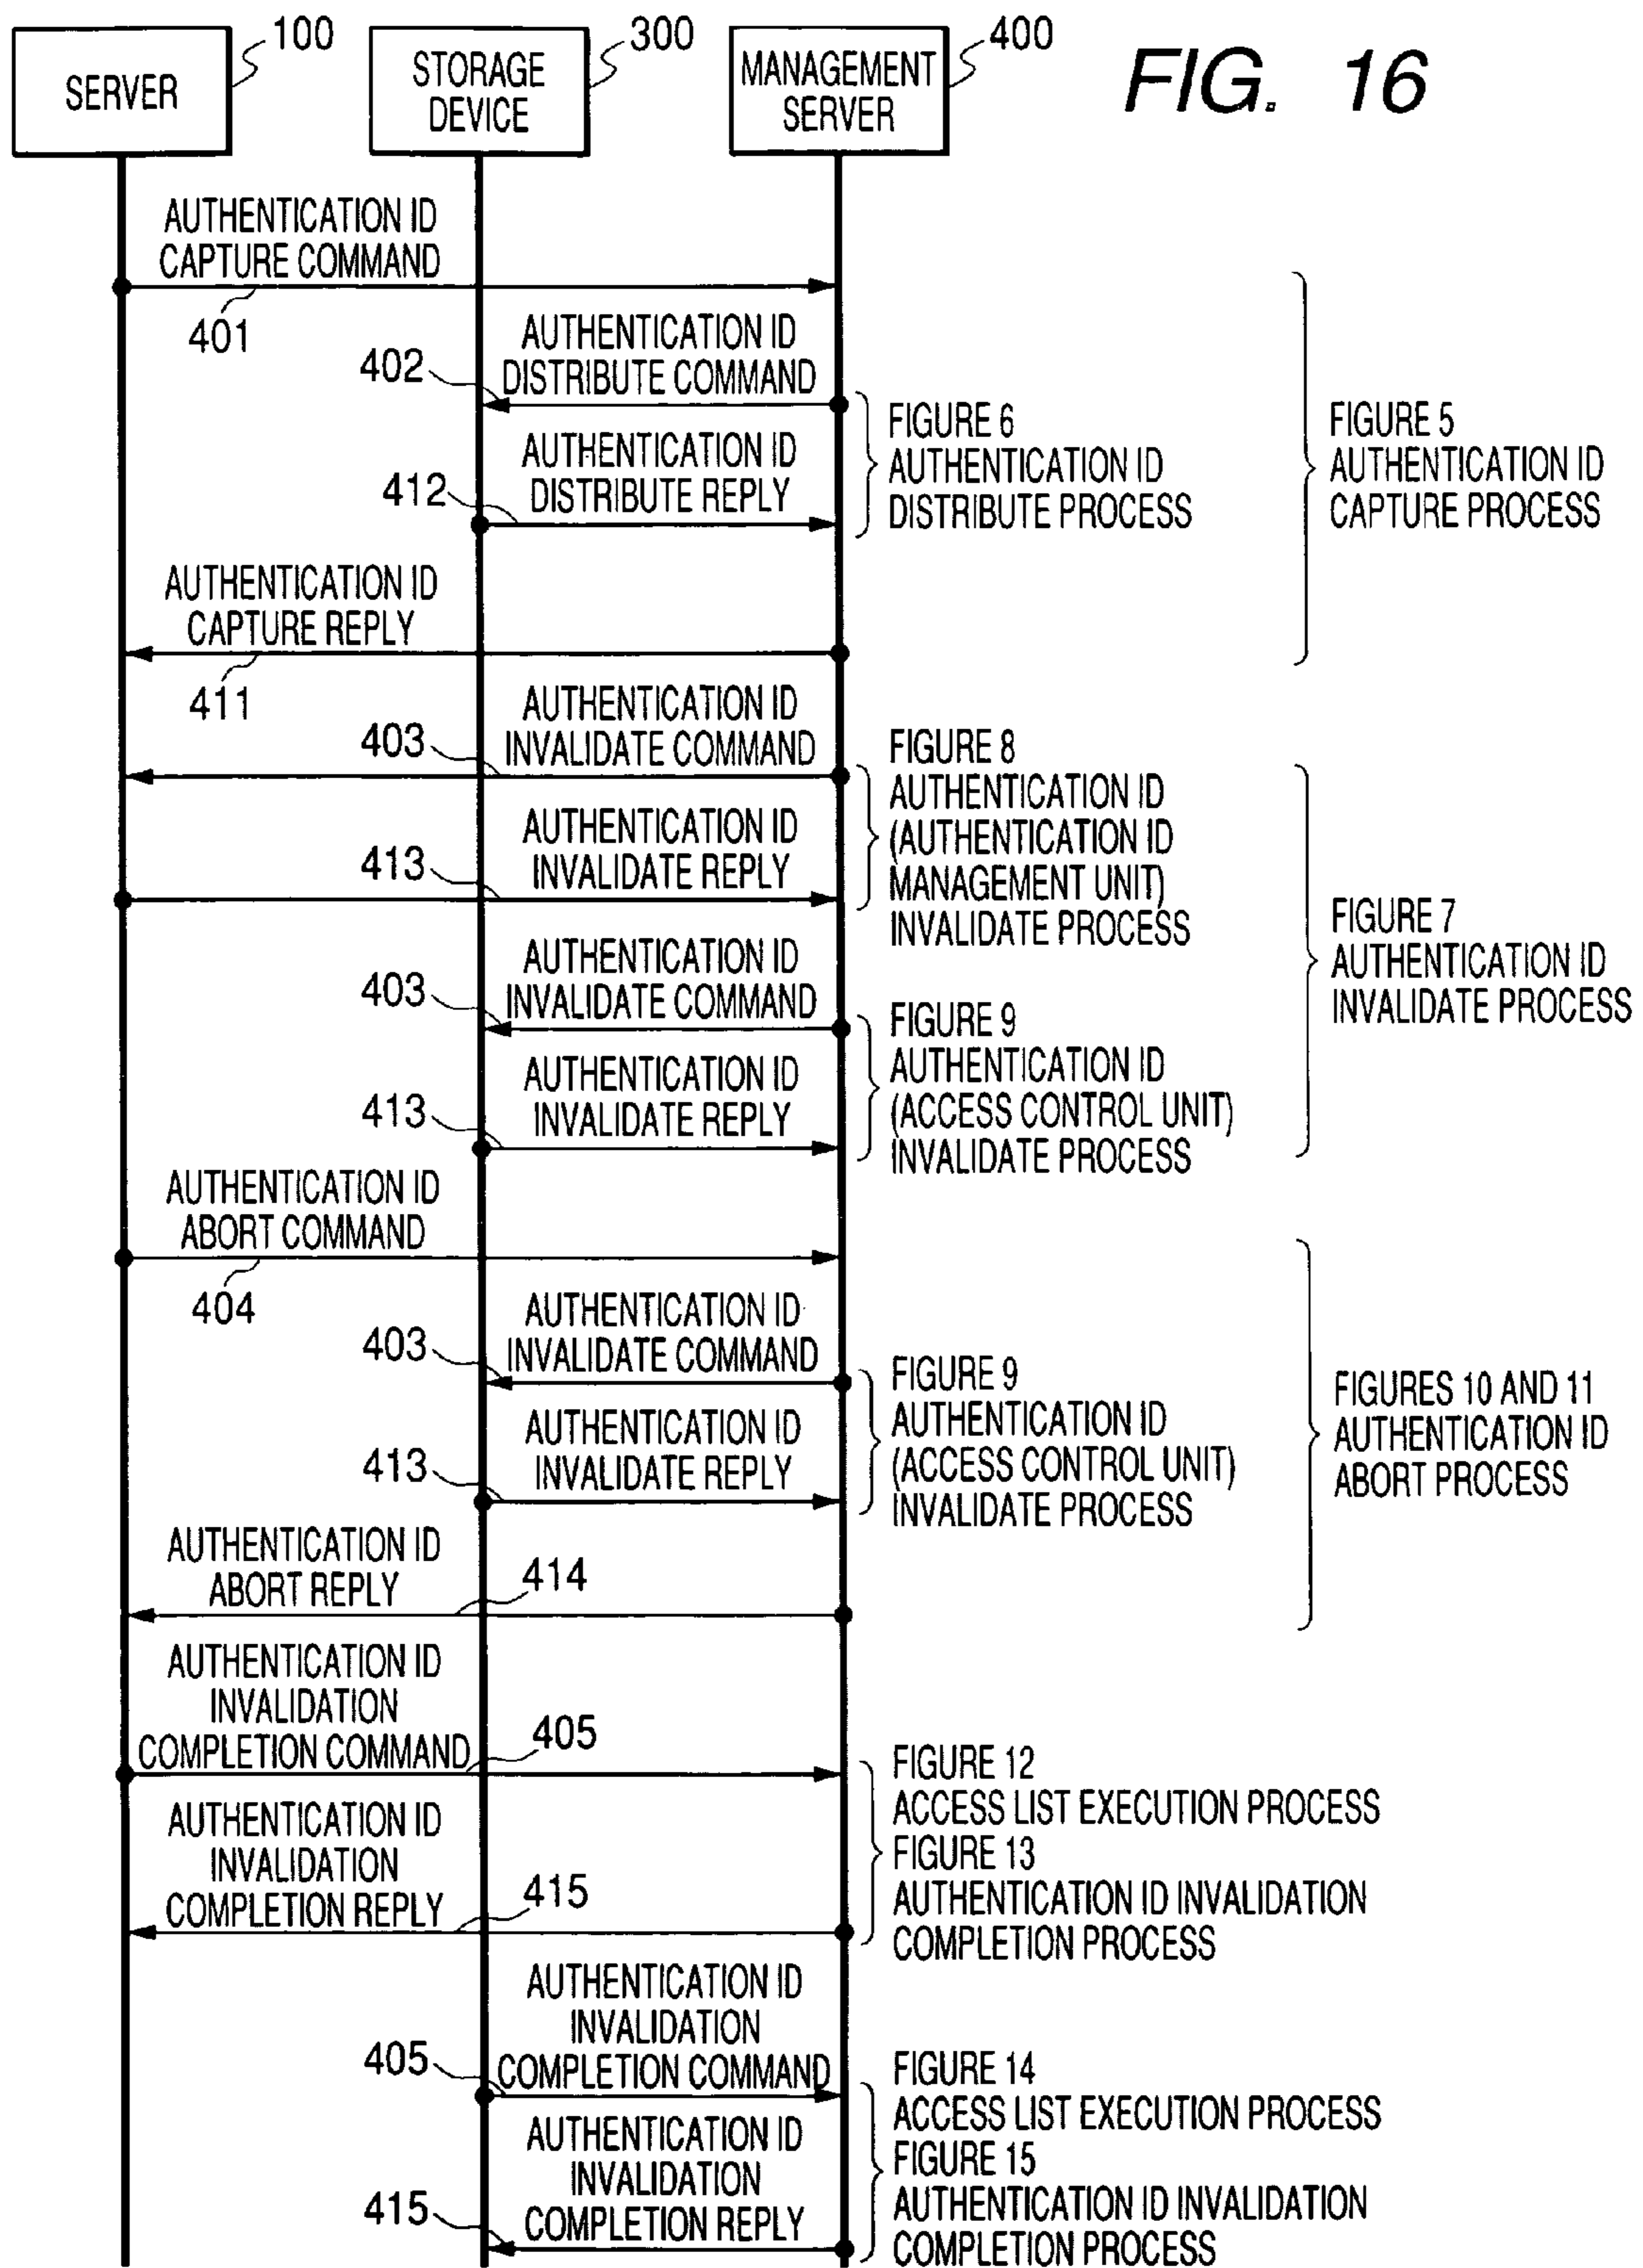 100
300
400
SERVER
STORAGE
DEVICE
MANAGEMENT
SERVER
FIG. 16
AUTHENTICATION ID
CAPTURE COMMAND
401
AUTHENTICATION ID
DISTRIBUTE COMMAND
402
AUTHENTICATION ID
DISTRIBUTE REPLY
412
FIGURE 6
AUTHENTICATION ID
DISTRIBUTE PROCESS
FIGURE 5
AUTHENTICATION ID
CAPTURE PROCESS
AUTHENTICATION ID
CAPTURE REPLY
411
AUTHENTICATION ID
INVALIDATE COMMAND
403
AUTHENTICATION ID
INVALIDATE REPLY
413
FIGURE 8
AUTHENTICATION ID
(AUTHENTICATION ID
MANAGEMENT UNIT)
INVALIDATE PROCESS
AUTHENTICATION ID
INVALIDATE COMMAND
403
AUTHENTICATION ID
INVALIDATE REPLY
413
FIGURE 9
AUTHENTICATION ID
(ACCESS CONTROL UNIT)
INVALIDATE PROCESS
FIGURE 7
AUTHENTICATION ID
INVALIDATE PROCESS
AUTHENTICATION ID
ABORT COMMAND
404
AUTHENTICATION ID
INVALIDATE COMMAND
403
AUTHENTICATION ID
INVALIDATE REPLY
413
FIGURE 9
AUTHENTICATION ID
(ACCESS CONTROL UNIT)
INVALIDATE PROCESS
FIGURES 10 AND 11
AUTHENTICATION ID
ABORT PROCESS
AUTHENTICATION ID
ABORT REPLY
414
AUTHENTICATION ID
INVALIDATION
COMPLETION COMMAND
405
AUTHENTICATION ID
INVALIDATION
COMPLETION REPLY
415
FIGURE 12
ACCESS LIST EXECUTION PROCESS
FIGURE 13
AUTHENTICATION ID INVALIDATION
COMPLETION PROCESS
AUTHENTICATION ID
INVALIDATION
COMPLETION COMMAND
405
AUTHENTICATION ID
INVALIDATION
COMPLETION REPLY
415
FIGURE 14
ACCESS LIST EXECUTION PROCESS
FIGURE 15
AUTHENTICATION ID INVALIDATION
COMPLETION PROCESS